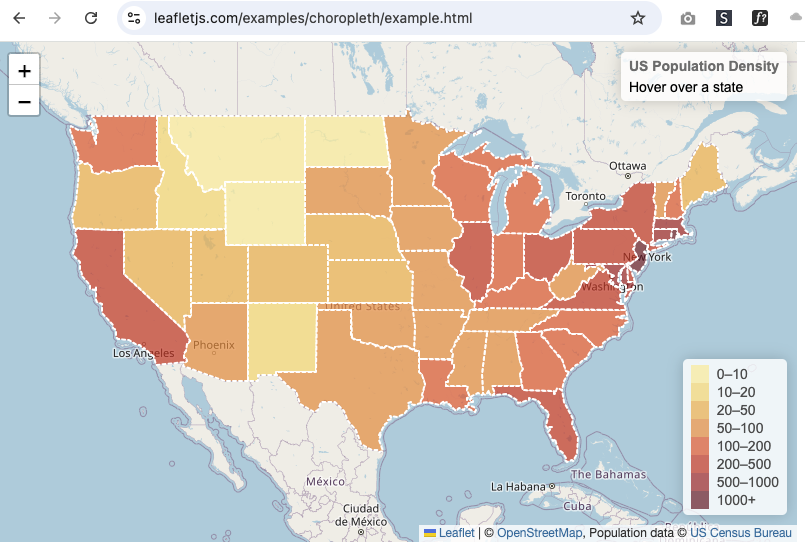 leafletjs.com/examples/choropleth/example.html
S
f?
+
−
US Population Density
Hover over a state
Ottawa
Toronto
New York
Washington
United States
Los Angeles
Phoenix
0–10
10–20
20–50
50–100
100–200
200–500
500–1000
1000+
The Bahamas
La Habana
México
Cuba
Ciudad
de México
Leaflet | © OpenStreetMap, Population data © US Census Bureau